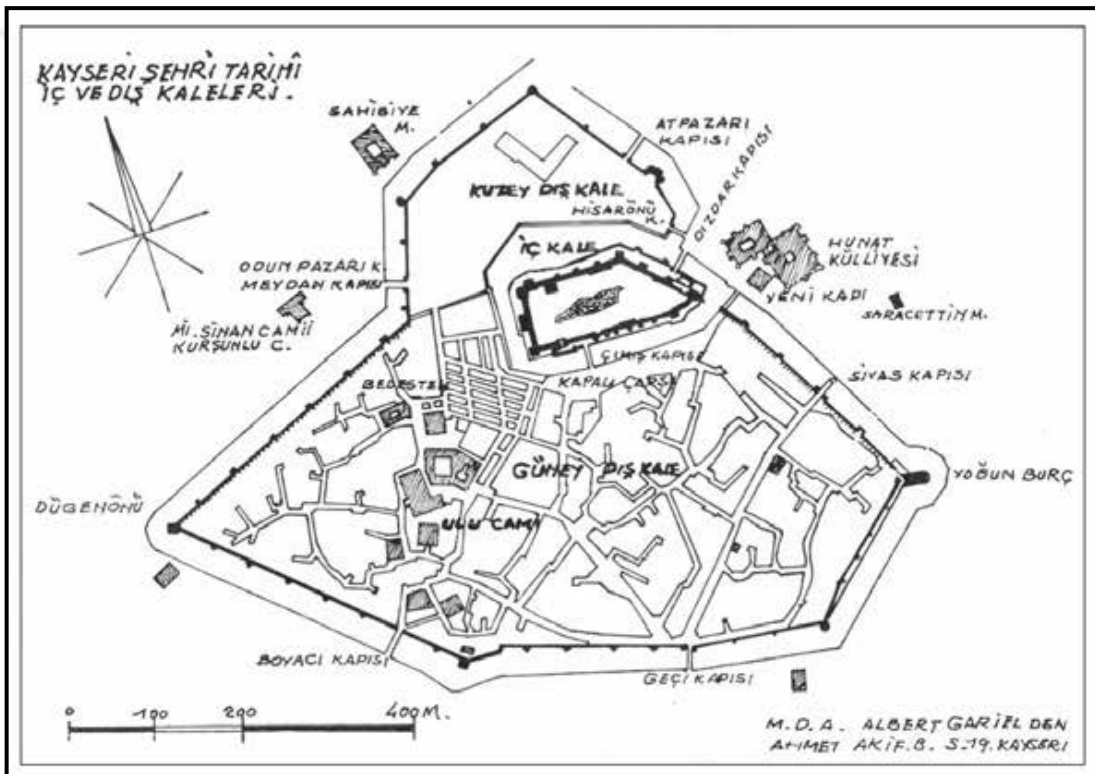 KAYSERİ ŞEHRİ TARİHÎ
İÇ VE DIŞ KALELERİ.
SAHİBİYE
M.
ATPAZARI
KAPISI
DIZDAR KAPISI
KUZEY DIŞ KALE
HİSARÖNÜ
K.
HUNAT
KÜLLİYESİ
İÇ KALE
ODUN PAZARI K.
MEYDAN KAPISI
YENİ KAPI
SARACETTİN M.
Mİ. SİNAN CAMİİ
KURŞUNLU C.
ÇIKIŞ KAPISI
SİVAS KAPISI
BEDESTEN
KAPALI ÇARŞI
GÜNEY DIŞ KALE
YOĞUN BURÇ
DÜGENÖNÜ
ULU CAMİ
BOYACI KAPISI
GEÇİ KAPISI
0 100 200 400 M.
M.D.A. ALBERT GARİEL DEN
AHMET AKİF.B. S-19. KAYSERİ